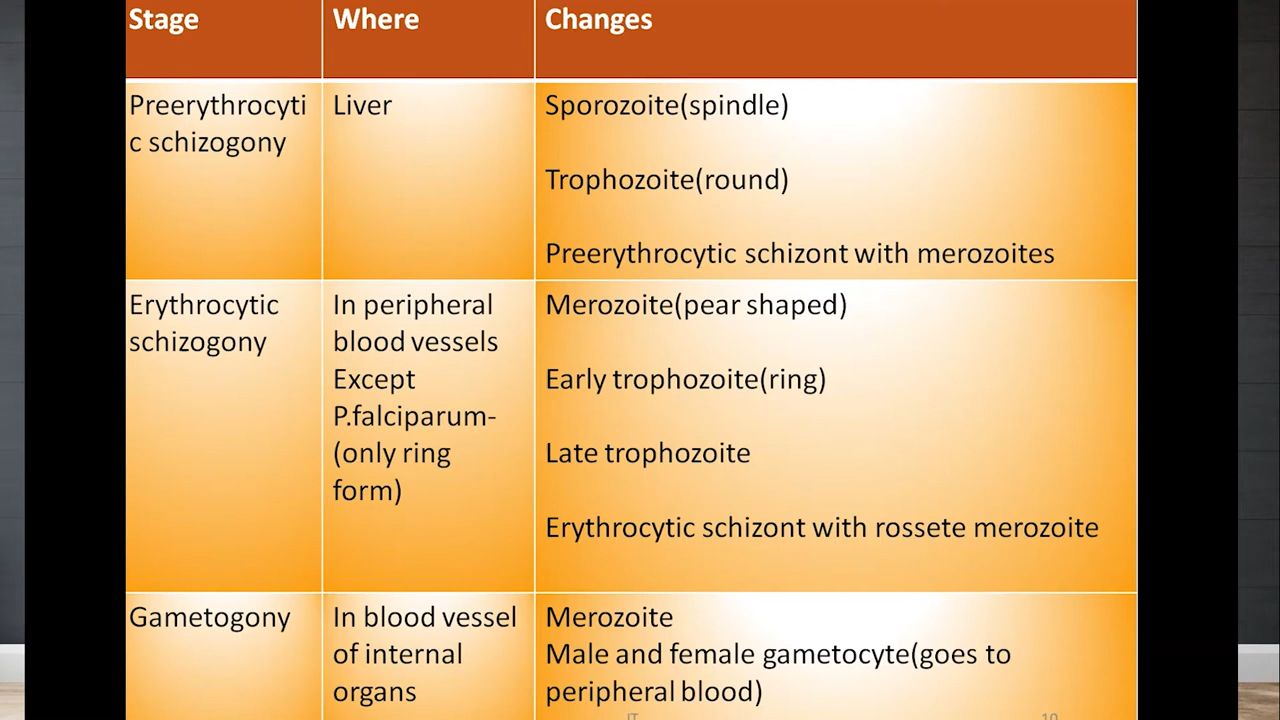 Stage
Where
Changes
Preerythrocyti
c schizogony
Liver
Sporozoite(spindle)
Trophozoite(round)
Preerythrocytic schizont with merozoites
Erythrocytic
schizogony
In peripheral
blood vessels
Except
P.falciparum-
(only ring
form)
Merozoite(pear shaped)
Early trophozoite(ring)
Late trophozoite
Erythrocytic schizont with rossete merozoite
Gametogony
In blood vessel
of internal
organs
Merozoite
Male and female gametocyte(goes to
peripheral blood)